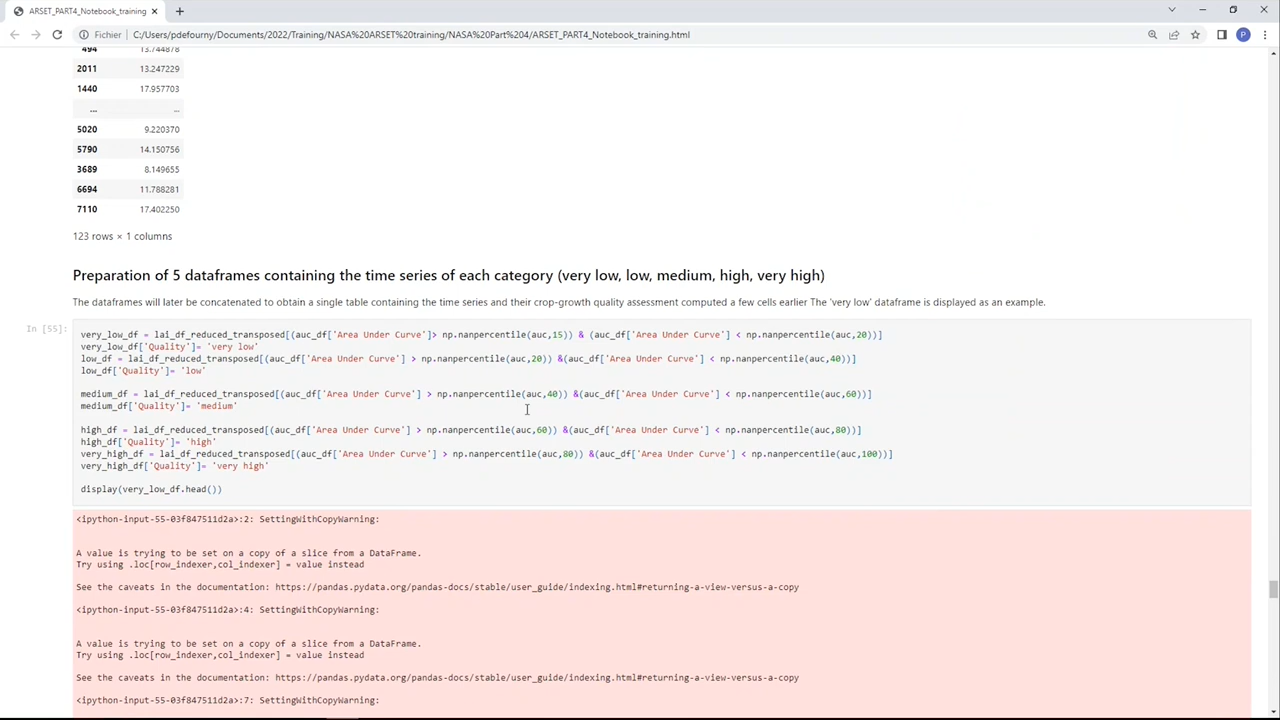 ARSET_PART4_Notebook_training
Fichier
C:/Users/pdefourny/Documents/2022/Training/NASA%20ARSET%20training/NASA%20Part%204/ARSET_PART4_Notebook_training.html
P
494 13.744878
2011 13.247229
1440 17.957703
... ...
5020 9.220370
5790 14.150756
3689 8.149655
6694 11.788281
7110 17.402250
123 rows × 1 columns
Preparation of 5 dataframes containing the time series of each category (very low, low, medium, high, very high)
The dataframes will later be concatenated to obtain a single table containing the time series and their crop-growth quality assessment computed a few cells earlier The 'very low' dataframe is displayed as an example.
In [55]:
very_low_df = lai_df_reduced_transposed[(auc_df['Area Under Curve']> np.nanpercentile(auc,15)) & (auc_df['Area Under Curve'] < np.nanpercentile(auc,20))]
very_low_df['Quality']= 'very low'
low_df = lai_df_reduced_transposed[(auc_df['Area Under Curve'] > np.nanpercentile(auc,20)) &(auc_df['Area Under Curve'] < np.nanpercentile(auc,40))]
low_df['Quality']= 'low'
medium_df = lai_df_reduced_transposed[(auc_df['Area Under Curve'] > np.nanpercentile(auc,40)) &(auc_df['Area Under Curve'] < np.nanpercentile(auc,60))]
medium_df['Quality']= 'medium'
high_df = lai_df_reduced_transposed[(auc_df['Area Under Curve'] > np.nanpercentile(auc,60)) &(auc_df['Area Under Curve'] < np.nanpercentile(auc,80))]
high_df['Quality']= 'high'
very_high_df = lai_df_reduced_transposed[(auc_df['Area Under Curve'] > np.nanpercentile(auc,80)) &(auc_df['Area Under Curve'] < np.nanpercentile(auc,100))]
very_high_df['Quality']= 'very high'
display(very_low_df.head())
<ipython-input-55-03f847511d2a>:2: SettingWithCopyWarning:
A value is trying to be set on a copy of a slice from a DataFrame.
Try using .loc[row_indexer,col_indexer] = value instead
See the caveats in the documentation: https://pandas.pydata.org/pandas-docs/stable/user_guide/indexing.html#returning-a-view-versus-a-copy
<ipython-input-55-03f847511d2a>:4: SettingWithCopyWarning:
A value is trying to be set on a copy of a slice from a DataFrame.
Try using .loc[row_indexer,col_indexer] = value instead
See the caveats in the documentation: https://pandas.pydata.org/pandas-docs/stable/user_guide/indexing.html#returning-a-view-versus-a-copy
<ipython-input-55-03f847511d2a>:7: SettingWithCopyWarning: